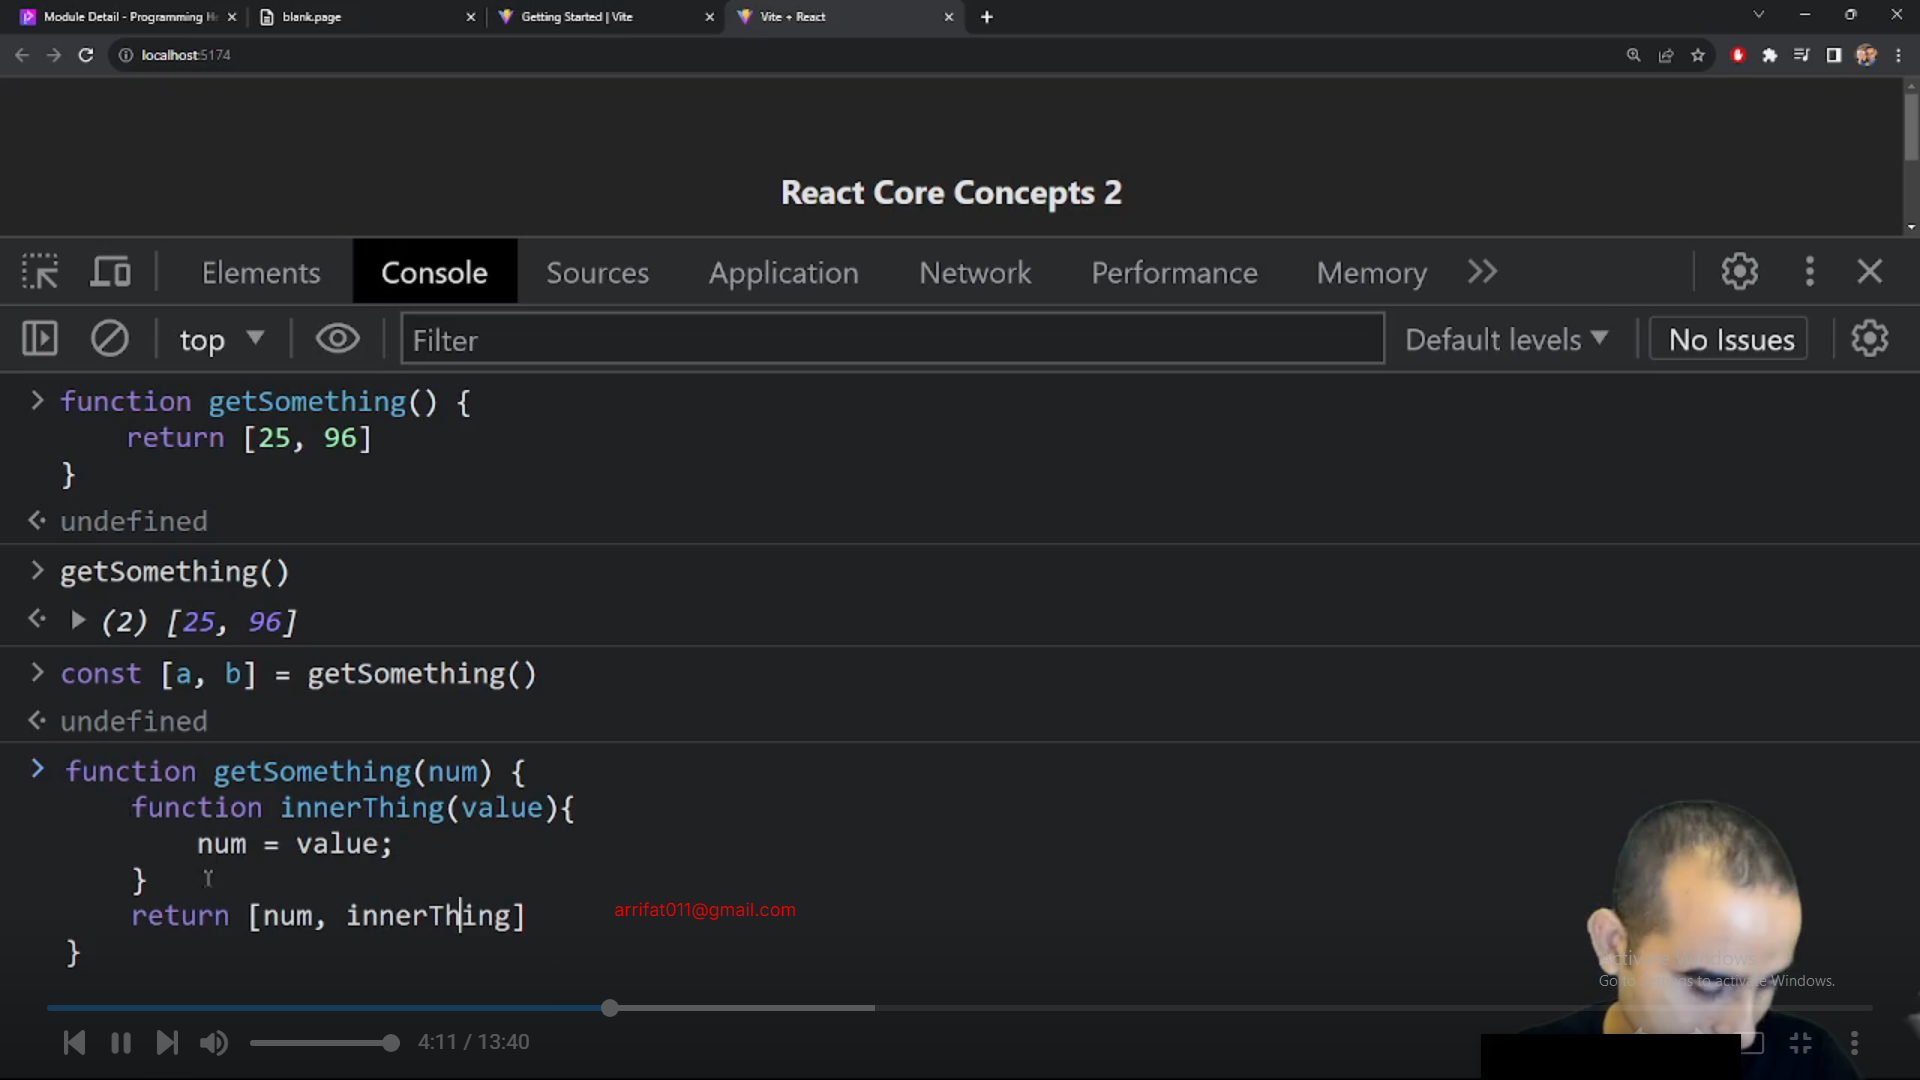 Module Detail - Programming He
blank.page
Getting Started | Vite
Vite + React
localhost:5174
React Core Concepts 2
Elements
Console
Sources
Application
Network
Performance
Memory
top
Filter
Default levels
No Issues
function getSomething() {
return [25, 96]
}
undefined
getSomething()
(2) [25, 96]
const [a, b] = getSomething()
undefined
function getSomething(num) {
function innerThing(value){
num = value;
}
return [num, innerThing]
arrifat011@gmail.com
}
Activate Windows
Go to Settings to activate Windows.
4:11 / 13:40